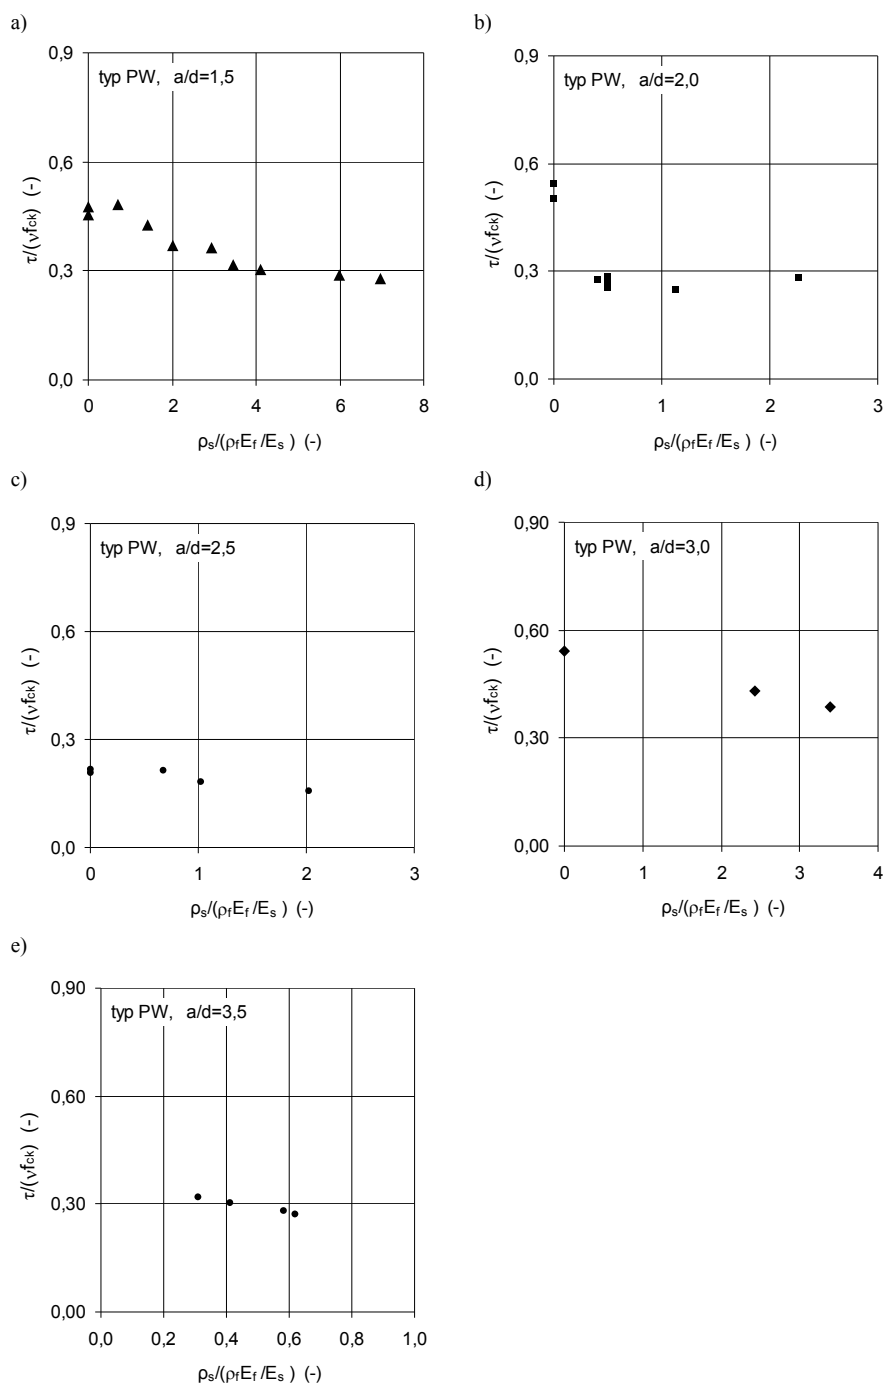 a)
0,9
typ PW, a/d=1,5
0,6
0,3
0,0
τ/(νfck) (-)
0 2 4 6 8
ρs/(ρfEf/Es) (-)
b)
0,9
typ PW, a/d=2,0
0,6
0,3
0,0
τ/(νfck) (-)
0 1 2 3
ρs/(ρfEf/Es) (-)
c)
0,9
typ PW, a/d=2,5
0,6
0,3
0,0
τ/(νfck) (-)
0 1 2 3
ρs/(ρfEf/Es) (-)
d)
0,90
typ PW, a/d=3,0
0,60
0,30
0,00
τ/(νfck) (-)
0 1 2 3 4
ρs/(ρfEf/Es) (-)
e)
0,90
typ PW, a/d=3,5
0,60
0,30
0,00
τ/(νfck) (-)
0,0 0,2 0,4 0,6 0,8 1,0
ρs/(ρfEf/Es) (-)